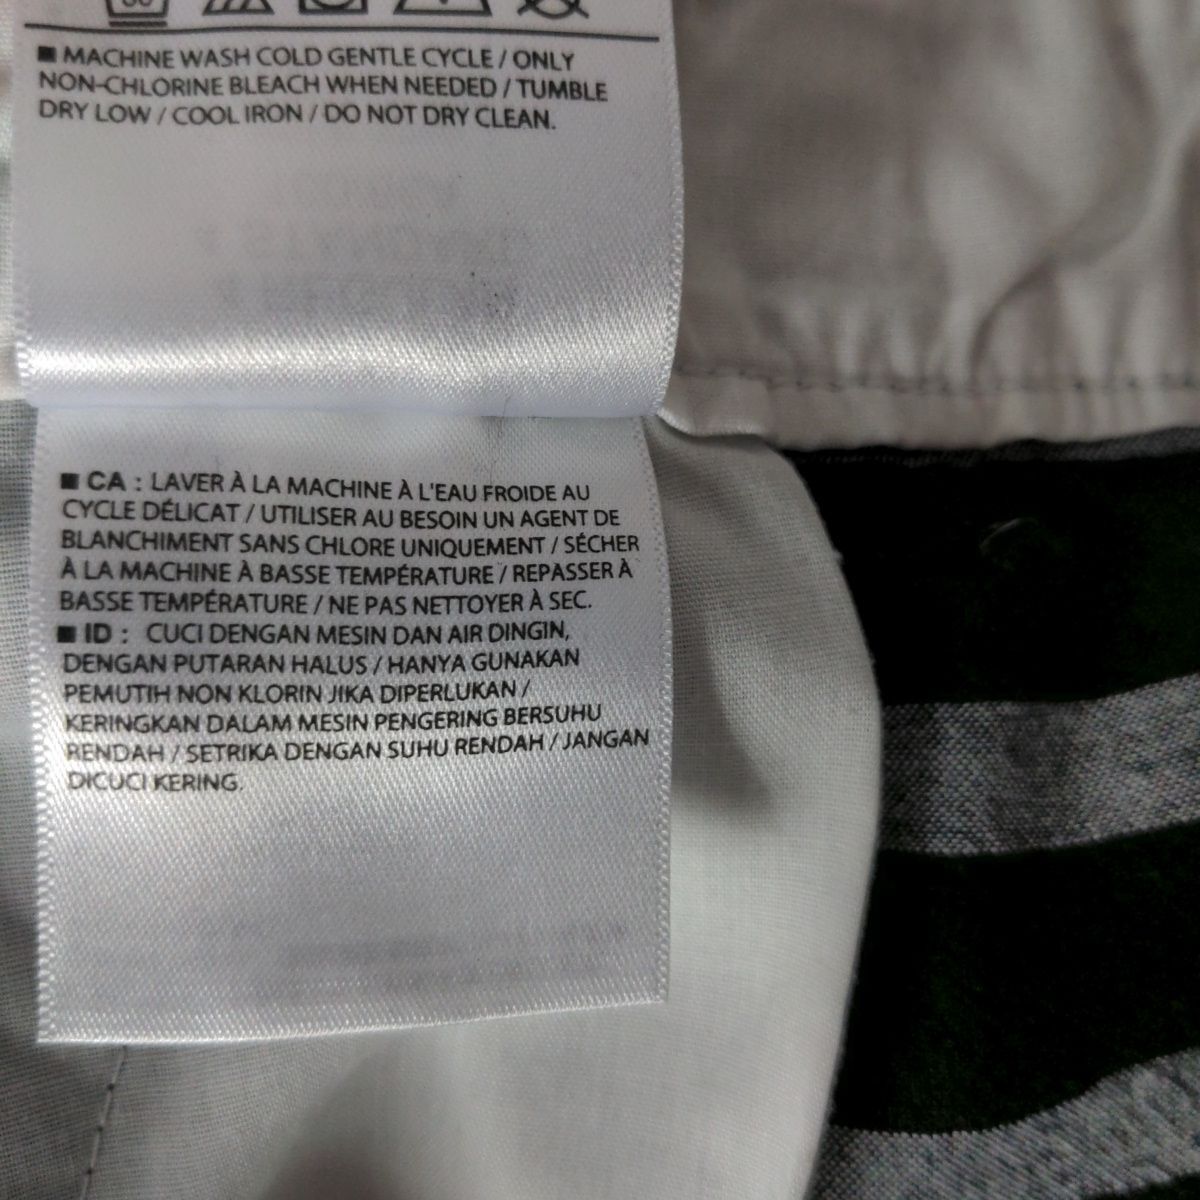 ■ MACHINE WASH COLD GENTLE CYCLE / ONLY
NON-CHLORINE BLEACH WHEN NEEDED / TUMBLE
DRY LOW / COOL IRON / DO NOT DRY CLEAN.
■ CA : LAVER À LA MACHINE À L'EAU FROIDE AU
CYCLE DÉLICAT / UTILISER AU BESOIN UN AGENT DE
BLANCHIMENT SANS CHLORE UNIQUEMENT / SÉCHER
À LA MACHINE À BASSE TEMPÉRATURE / REPASSER À
BASSE TEMPÉRATURE / NE PAS NETTOYER À SEC.
■ ID : CUCI DENGAN MESIN DAN AIR DINGIN,
DENGAN PUTARAN HALUS / HANYA GUNAKAN
PEMUTIH NON KLORIN JIKA DIPERLUKAN /
KERINGKAN DALAM MESIN PENGERING BERSUHU
RENDAH / SETRIKA DENGAN SUHU RENDAH / JANGAN
DICUCI KERING.